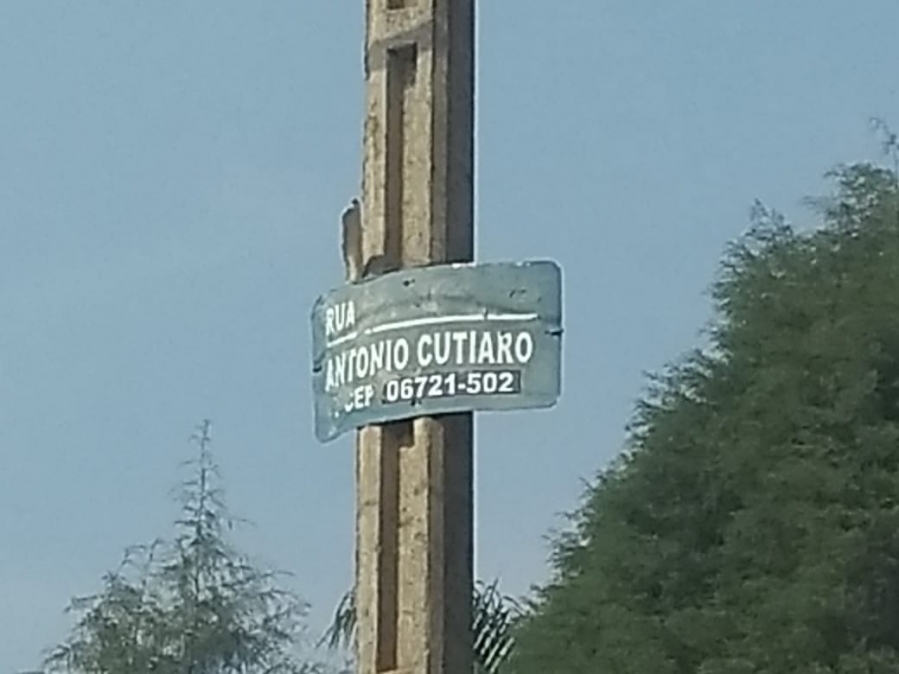 RUA
ANTONIO CUTIARO
CEP 06721-502